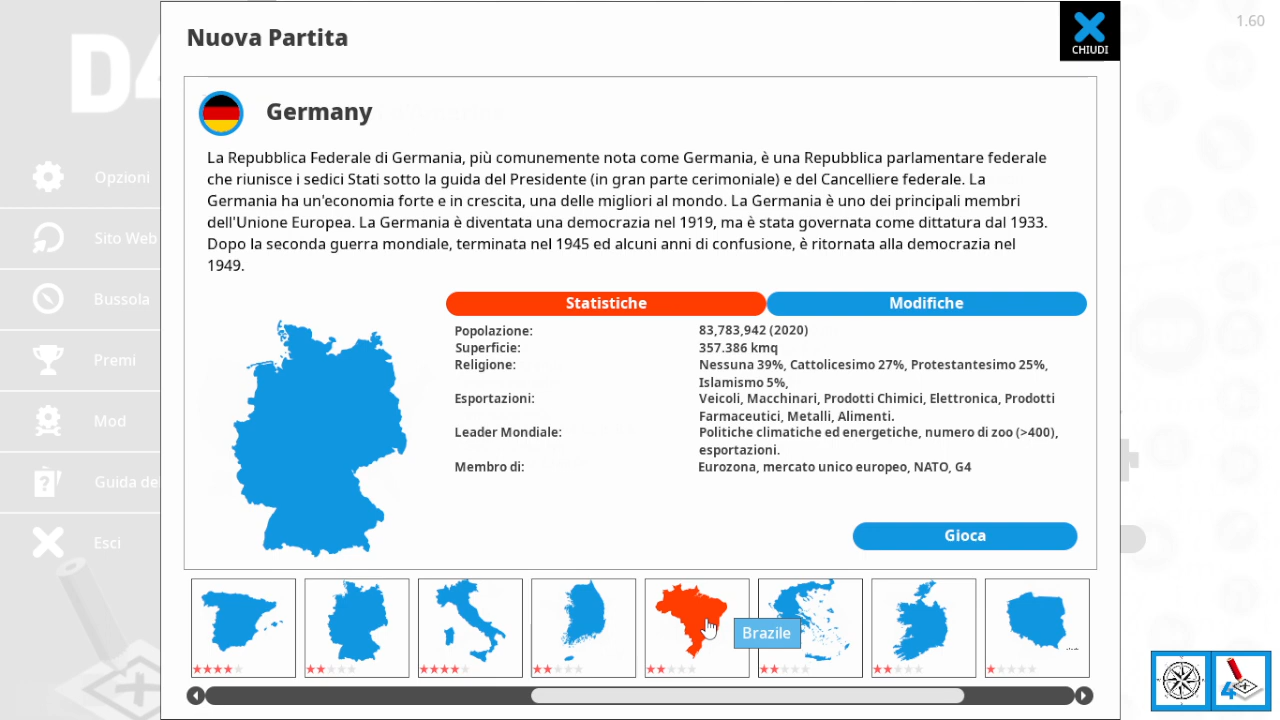 Nuova Partita
CHIUDI
1.60
D4
Germany
La Repubblica Federale di Germania, più comunemente nota come Germania, è una Repubblica parlamentare federale
che riunisce i sedici Stati sotto la guida del Presidente (in gran parte cerimoniale) e del Cancelliere federale. La
Germania ha un'economia forte e in crescita, una delle migliori al mondo. La Germania è uno dei principali membri
dell'Unione Europea. La Germania è diventata una democrazia nel 1919, ma è stata governata come dittatura dal 1933.
Dopo la seconda guerra mondiale, terminata nel 1945 ed alcuni anni di confusione, è ritornata alla democrazia nel
1949.
Opzioni
Sito Web
Bussola
Premi
Mod
Guida de
Esci
Statistiche
Modifiche
Popolazione: 83,783,942 (2020)
Superficie: 357.386 kmq
Religione: Nessuna 39%, Cattolicesimo 27%, Protestantesimo 25%,
Islamismo 5%,
Esportazioni: Veicoli, Macchinari, Prodotti Chimici, Elettronica, Prodotti
Farmaceutici, Metalli, Alimenti.
Leader Mondiale: Politiche climatiche ed energetiche, numero di zoo (>400),
esportazioni.
Membro di: Eurozona, mercato unico europeo, NATO, G4
Gioca
Brazile
4